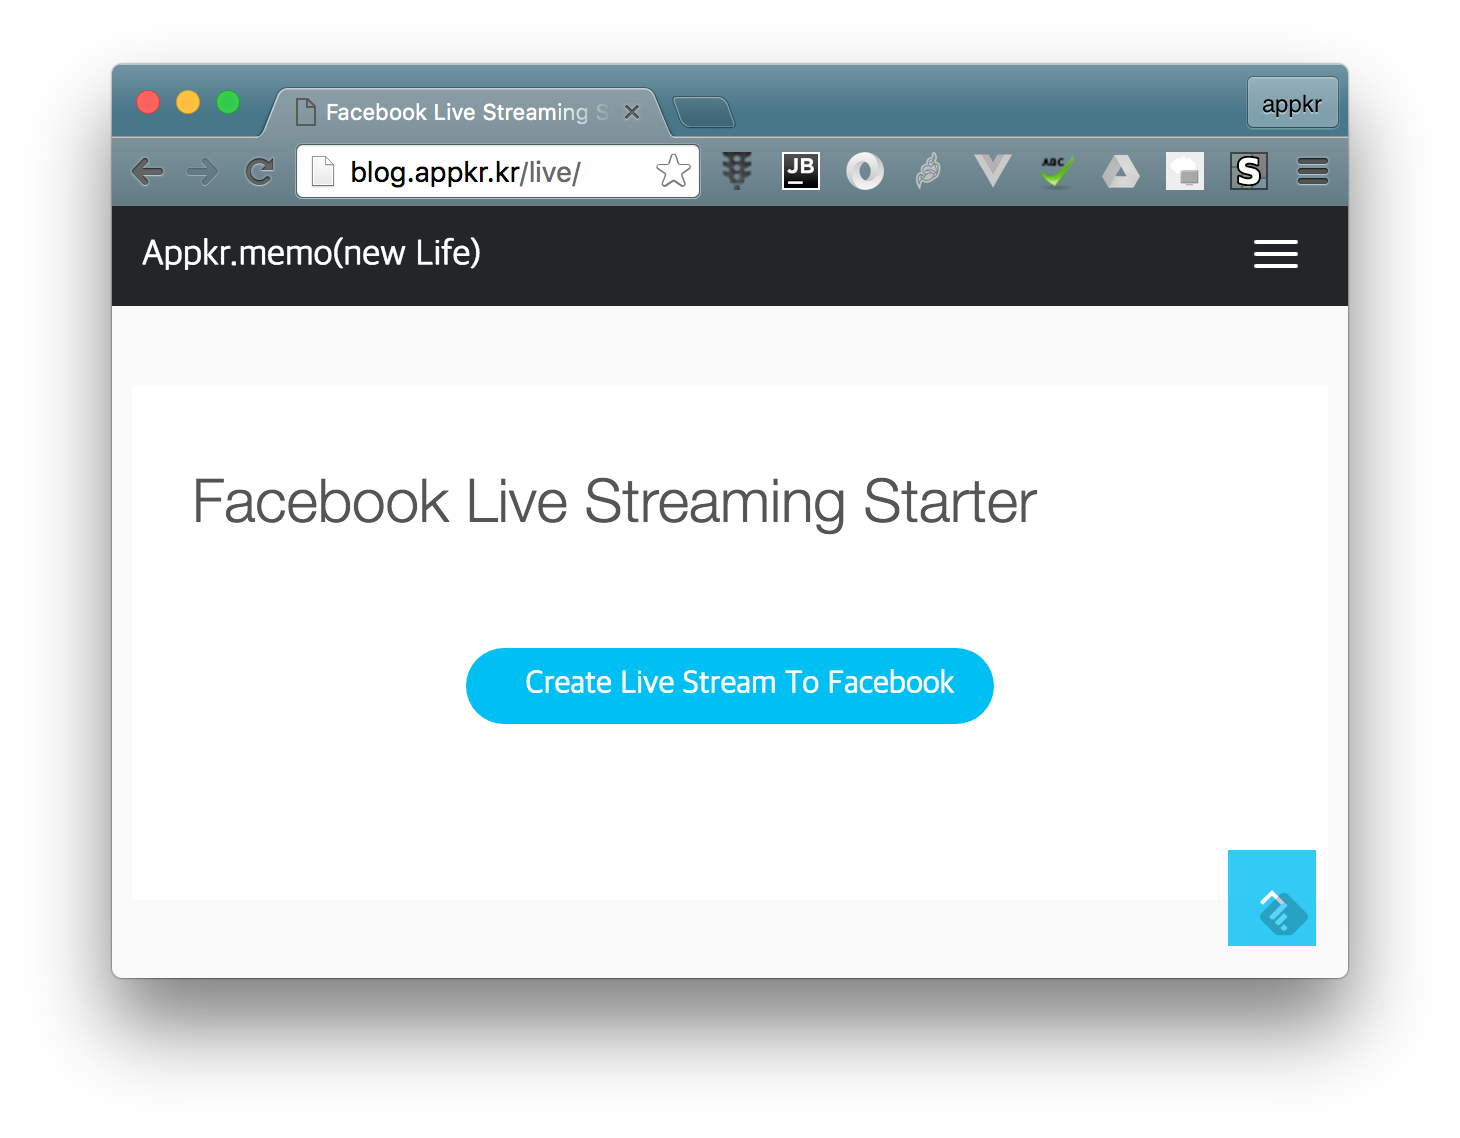 Facebook Live Streaming S
appkr
blog.appkr.kr/live/
JB
ABC
S
Appkr.memo(new Life)
Facebook Live Streaming Starter
Create Live Stream To Facebook